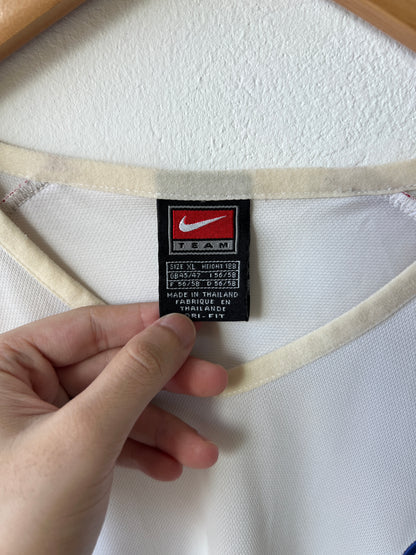 TEAM
SIZE XL HEIGHT 188
GB 45/47 I 56/58
F 56/58 D 56/58
MADE IN THAILAND
FABRIQUE EN
THAILANDE
DRI-FIT